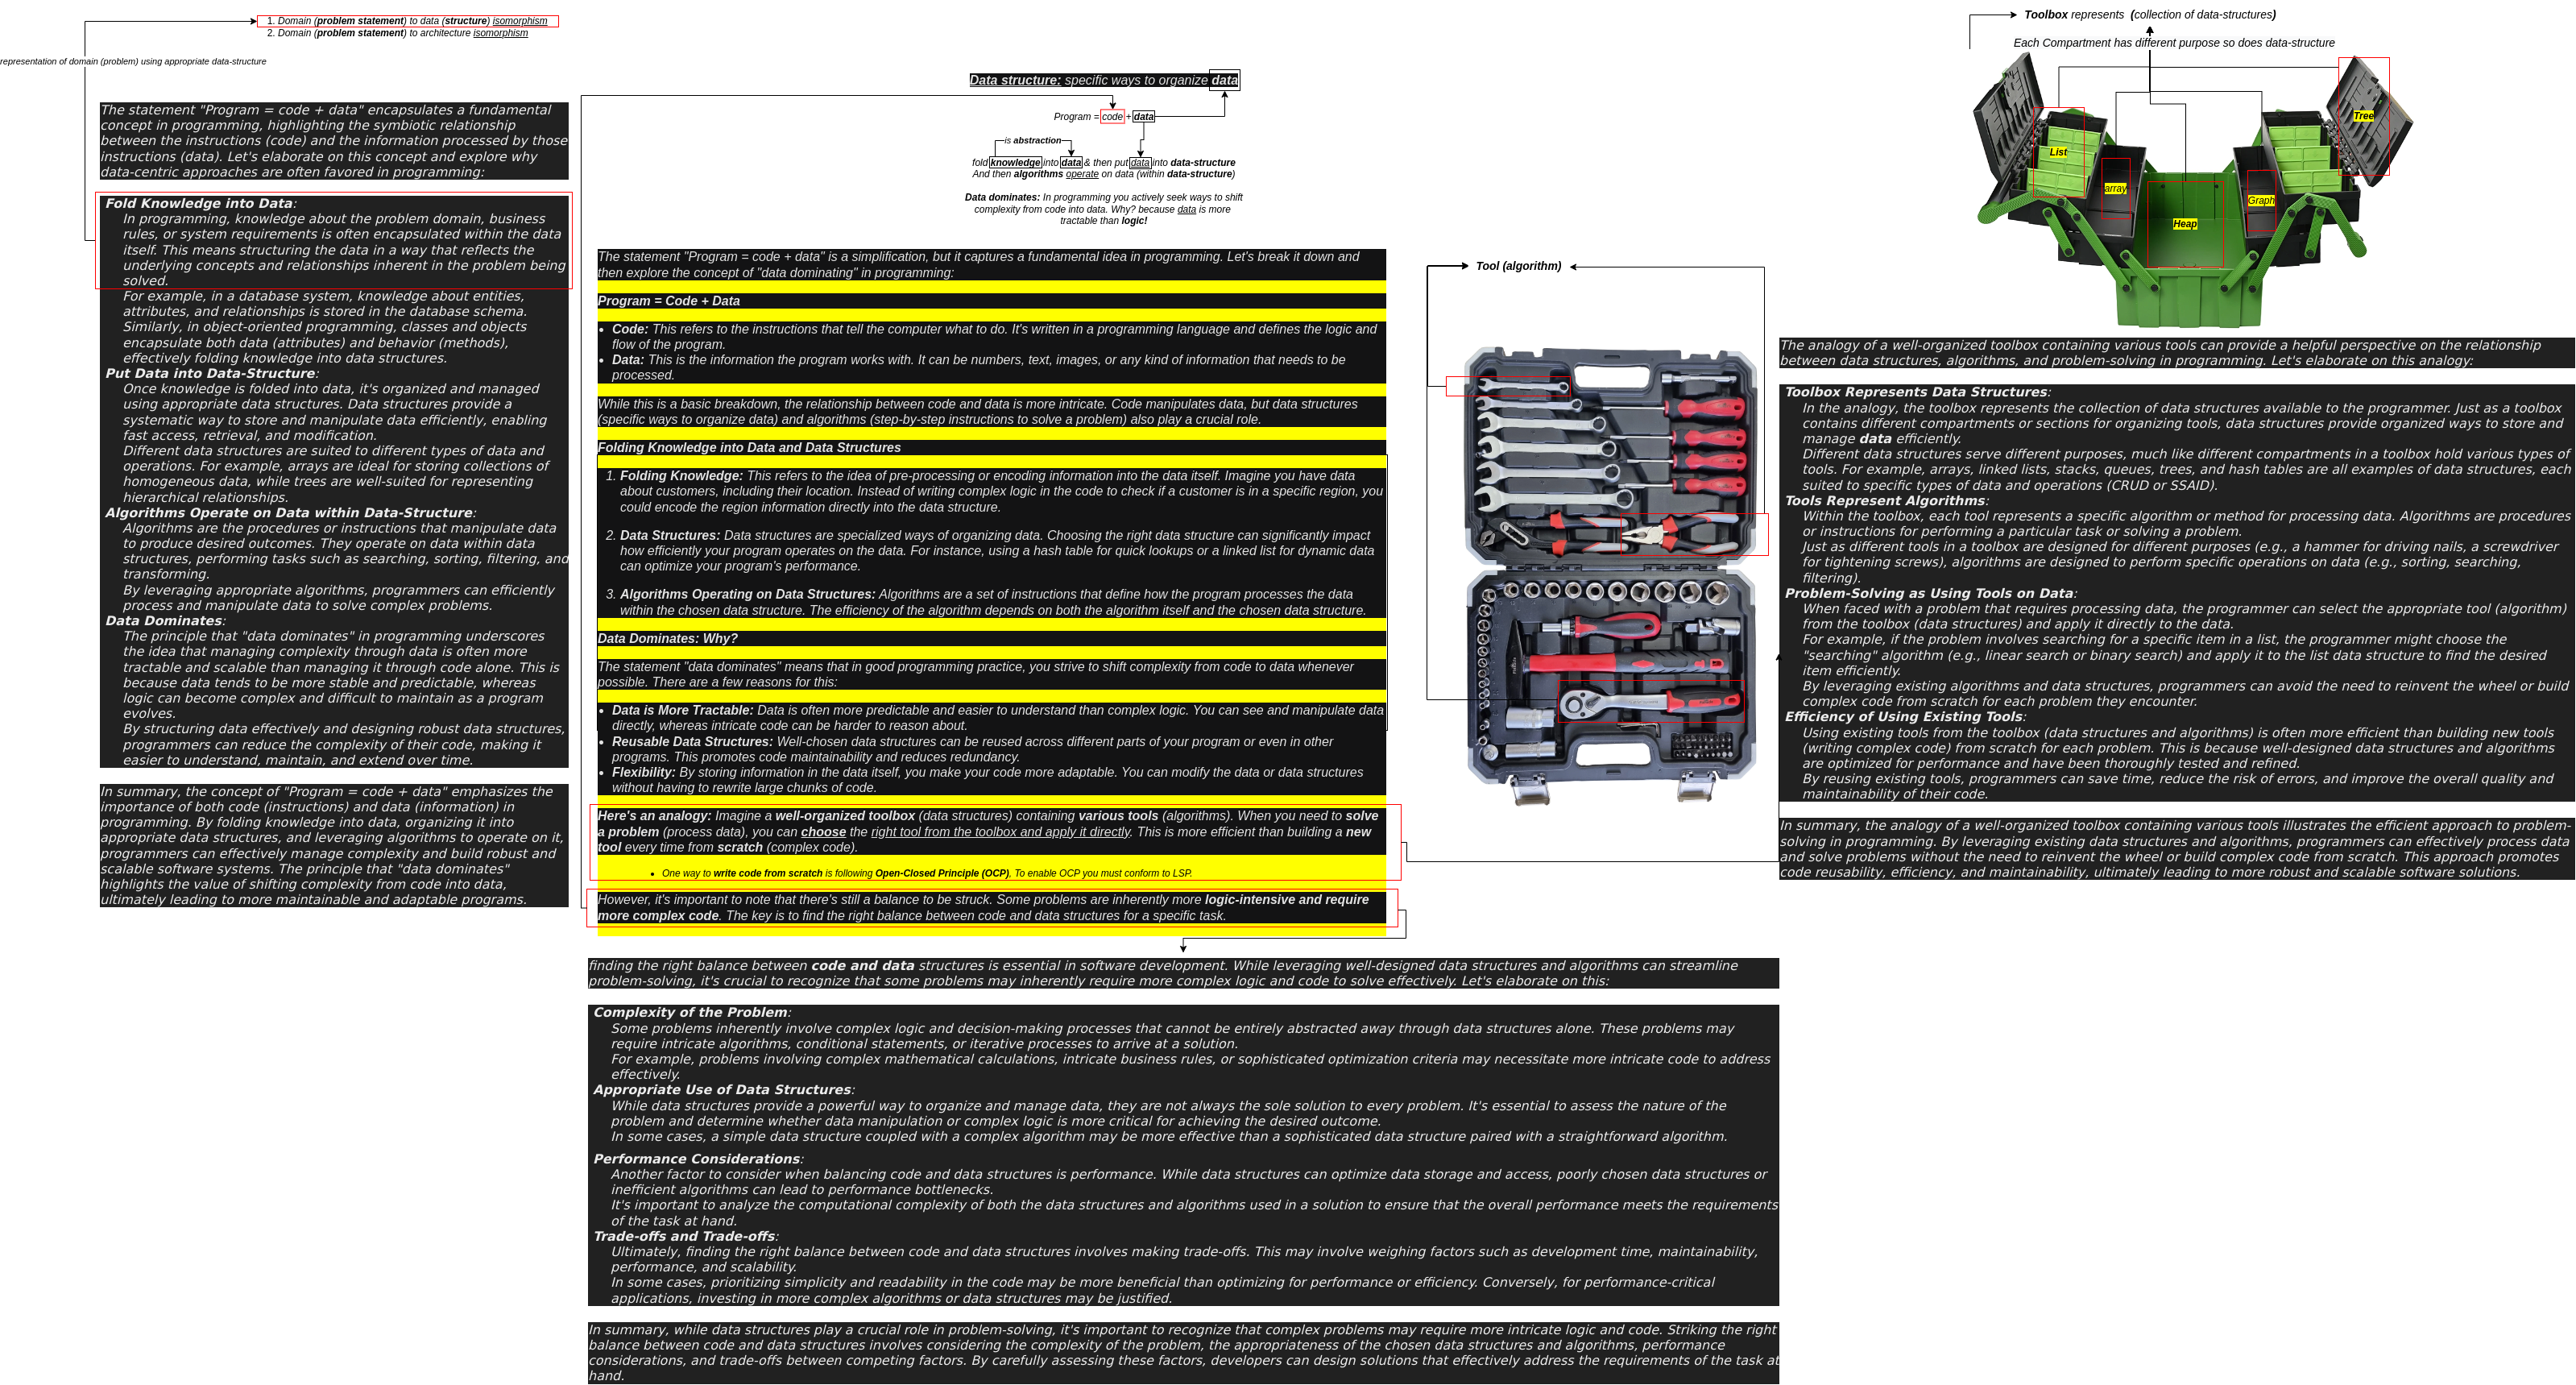 1. Domain (problem statement) to data (structure) isomorphism
2. Domain (problem statement) to architecture isomorphism
representation of domain (problem) using appropriate data-structure
The statement "Program = code + data" encapsulates a fundamental
concept in programming, highlighting the symbiotic relationship
between the instructions (code) and the information processed by those
instructions (data). Let's elaborate on this concept and explore why
data-centric approaches are often favored in programming:
Fold Knowledge into Data:
In programming, knowledge about the problem domain, business
rules, or system requirements is often encapsulated within the data
itself. This means structuring the data in a way that reflects the
underlying concepts and relationships inherent in the problem being
solved.
For example, in a database system, knowledge about entities,
attributes, and relationships is stored in the database schema.
Similarly, in object-oriented programming, classes and objects
encapsulate both data (attributes) and behavior (methods),
effectively folding knowledge into data structures.
Put Data into Data-Structure:
Once knowledge is folded into data, it's organized and managed
using appropriate data structures. Data structures provide a
systematic way to store and manipulate data efficiently, enabling
fast access, retrieval, and modification.
Different data structures are suited to different types of data and
operations. For example, arrays are ideal for storing collections of
homogeneous data, while trees are well-suited for representing
hierarchical relationships.
Algorithms Operate on Data within Data-Structure:
Algorithms are the procedures or instructions that manipulate data
to produce desired outcomes. They operate on data within data
structures, performing tasks such as searching, sorting, filtering, and
transforming.
By leveraging appropriate algorithms, programmers can efficiently
process and manipulate data to solve complex problems.
Data Dominates:
The principle that "data dominates" in programming underscores
the idea that managing complexity through data is often more
tractable and scalable than managing it through code alone. This is
because data tends to be more stable and predictable, whereas
logic can become complex and difficult to maintain as a program
evolves.
By structuring data effectively and designing robust data structures,
programmers can reduce the complexity of their code, making it
easier to understand, maintain, and extend over time.
In summary, the concept of "Program = code + data" emphasizes the
importance of both code (instructions) and data (information) in
programming. By folding knowledge into data, organizing it into
appropriate data structures, and leveraging algorithms to operate on it,
programmers can effectively manage complexity and build robust and
scalable software systems. The principle that "data dominates"
highlights the value of shifting complexity from code into data,
ultimately leading to more maintainable and adaptable programs.
Data structure: specific ways to organize data
Program = code + data
is abstraction
fold knowledge into data & then put data into data-structure
And then algorithms operate on data (within data-structure)
Data dominates: In programming you actively seek ways to shift
complexity from code into data. Why? because data is more
tractable than logic!
The statement "Program = code + data" is a simplification, but it captures a fundamental idea in programming. Let's break it down and
then explore the concept of "data dominating" in programming:
Program = Code + Data
• Code: This refers to the instructions that tell the computer what to do. It's written in a programming language and defines the logic and
flow of the program.
• Data: This is the information the program works with. It can be numbers, text, images, or any kind of information that needs to be
processed.
While this is a basic breakdown, the relationship between code and data is more intricate. Code manipulates data, but data structures
(specific ways to organize data) and algorithms (step-by-step instructions to solve a problem) also play a crucial role.
Folding Knowledge into Data and Data Structures
1. Folding Knowledge: This refers to the idea of pre-processing or encoding information into the data itself. Imagine you have data
about customers, including their location. Instead of writing complex logic in the code to check if a customer is in a specific region, you
could encode the region information directly into the data structure.
2. Data Structures: Data structures are specialized ways of organizing data. Choosing the right data structure can significantly impact
how efficiently your program operates on the data. For instance, using a hash table for quick lookups or a linked list for dynamic data
can optimize your program's performance.
3. Algorithms Operating on Data Structures: Algorithms are a set of instructions that define how the program processes the data
within the chosen data structure. The efficiency of the algorithm depends on both the algorithm itself and the chosen data structure.
Data Dominates: Why?
The statement "data dominates" means that in good programming practice, you strive to shift complexity from code to data whenever
possible. There are a few reasons for this:
• Data is More Tractable: Data is often more predictable and easier to understand than complex logic. You can see and manipulate data
directly, whereas intricate code can be harder to reason about.
• Reusable Data Structures: Well-chosen data structures can be reused across different parts of your program or even in other
programs. This promotes code maintainability and reduces redundancy.
• Flexibility: By storing information in the data itself, you make your code more adaptable. You can modify the data or data structures
without having to rewrite large chunks of code.
Here's an analogy: Imagine a well-organized toolbox (data structures) containing various tools (algorithms). When you need to solve
a problem (process data), you can choose the right tool from the toolbox and apply it directly. This is more efficient than building a new
tool every time from scratch (complex code).
• One way to write code from scratch is following Open-Closed Principle (OCP), To enable OCP you must conform to LSP.
However, it's important to note that there's still a balance to be struck. Some problems are inherently more logic-intensive and require
more complex code. The key is to find the right balance between code and data structures for a specific task.
finding the right balance between code and data structures is essential in software development. While leveraging well-designed data structures and algorithms can streamline
problem-solving, it's crucial to recognize that some problems may inherently require more complex logic and code to solve effectively. Let's elaborate on this:
Complexity of the Problem:
Some problems inherently involve complex logic and decision-making processes that cannot be entirely abstracted away through data structures alone. These problems may
require intricate algorithms, conditional statements, or iterative processes to arrive at a solution.
For example, problems involving complex mathematical calculations, intricate business rules, or sophisticated optimization criteria may necessitate more intricate code to address
effectively.
Appropriate Use of Data Structures:
While data structures provide a powerful way to organize and manage data, they are not always the sole solution to every problem. It's essential to assess the nature of the
problem and determine whether data manipulation or complex logic is more critical for achieving the desired outcome.
In some cases, a simple data structure coupled with a complex algorithm may be more effective than a sophisticated data structure paired with a straightforward algorithm.
Performance Considerations:
Another factor to consider when balancing code and data structures is performance. While data structures can optimize data storage and access, poorly chosen data structures or
inefficient algorithms can lead to performance bottlenecks.
It's important to analyze the computational complexity of both the data structures and algorithms used in a solution to ensure that the overall performance meets the requirements
of the task at hand.
Trade-offs and Trade-offs:
Ultimately, finding the right balance between code and data structures involves making trade-offs. This may involve weighing factors such as development time, maintainability,
performance, and scalability.
In some cases, prioritizing simplicity and readability in the code may be more beneficial than optimizing for performance or efficiency. Conversely, for performance-critical
applications, investing in more complex algorithms or data structures may be justified.
In summary, while data structures play a crucial role in problem-solving, it's important to recognize that complex problems may require more intricate logic and code. Striking the right
balance between code and data structures involves considering the complexity of the problem, the appropriateness of the chosen data structures and algorithms, performance
considerations, and trade-offs between competing factors. By carefully assessing these factors, developers can design solutions that effectively address the requirements of the task at
hand.
Tool (algorithm)
Toolbox represents (collection of data-structures)
Each Compartment has different purpose so does data-structure
Tree
List
array
Graph
Heap
The analogy of a well-organized toolbox containing various tools can provide a helpful perspective on the relationship
between data structures, algorithms, and problem-solving in programming. Let's elaborate on this analogy:
Toolbox Represents Data Structures:
In the analogy, the toolbox represents the collection of data structures available to the programmer. Just as a toolbox
contains different compartments or sections for organizing tools, data structures provide organized ways to store and
manage data efficiently.
Different data structures serve different purposes, much like different compartments in a toolbox hold various types of
tools. For example, arrays, linked lists, stacks, queues, trees, and hash tables are all examples of data structures, each
suited to specific types of data and operations (CRUD or SSAID).
Tools Represent Algorithms:
Within the toolbox, each tool represents a specific algorithm or method for processing data. Algorithms are procedures
or instructions for performing a particular task or solving a problem.
Just as different tools in a toolbox are designed for different purposes (e.g., a hammer for driving nails, a screwdriver
for tightening screws), algorithms are designed to perform specific operations on data (e.g., sorting, searching,
filtering).
Problem-Solving as Using Tools on Data:
When faced with a problem that requires processing data, the programmer can select the appropriate tool (algorithm)
from the toolbox (data structures) and apply it directly to the data.
For example, if the problem involves searching for a specific item in a list, the programmer might choose the
"searching" algorithm (e.g., linear search or binary search) and apply it to the list data structure to find the desired
item efficiently.
By leveraging existing algorithms and data structures, programmers can avoid the need to reinvent the wheel or build
complex code from scratch for each problem they encounter.
Efficiency of Using Existing Tools:
Using existing tools from the toolbox (data structures and algorithms) is often more efficient than building new tools
(writing complex code) from scratch for each problem. This is because well-designed data structures and algorithms
are optimized for performance and have been thoroughly tested and refined.
By reusing existing tools, programmers can save time, reduce the risk of errors, and improve the overall quality and
maintainability of their code.
In summary, the analogy of a well-organized toolbox containing various tools illustrates the efficient approach to problem-
solving in programming. By leveraging existing data structures and algorithms, programmers can effectively process data
and solve problems without the need to reinvent the wheel or build complex code from scratch. This approach promotes
code reusability, efficiency, and maintainability, ultimately leading to more robust and scalable software solutions.